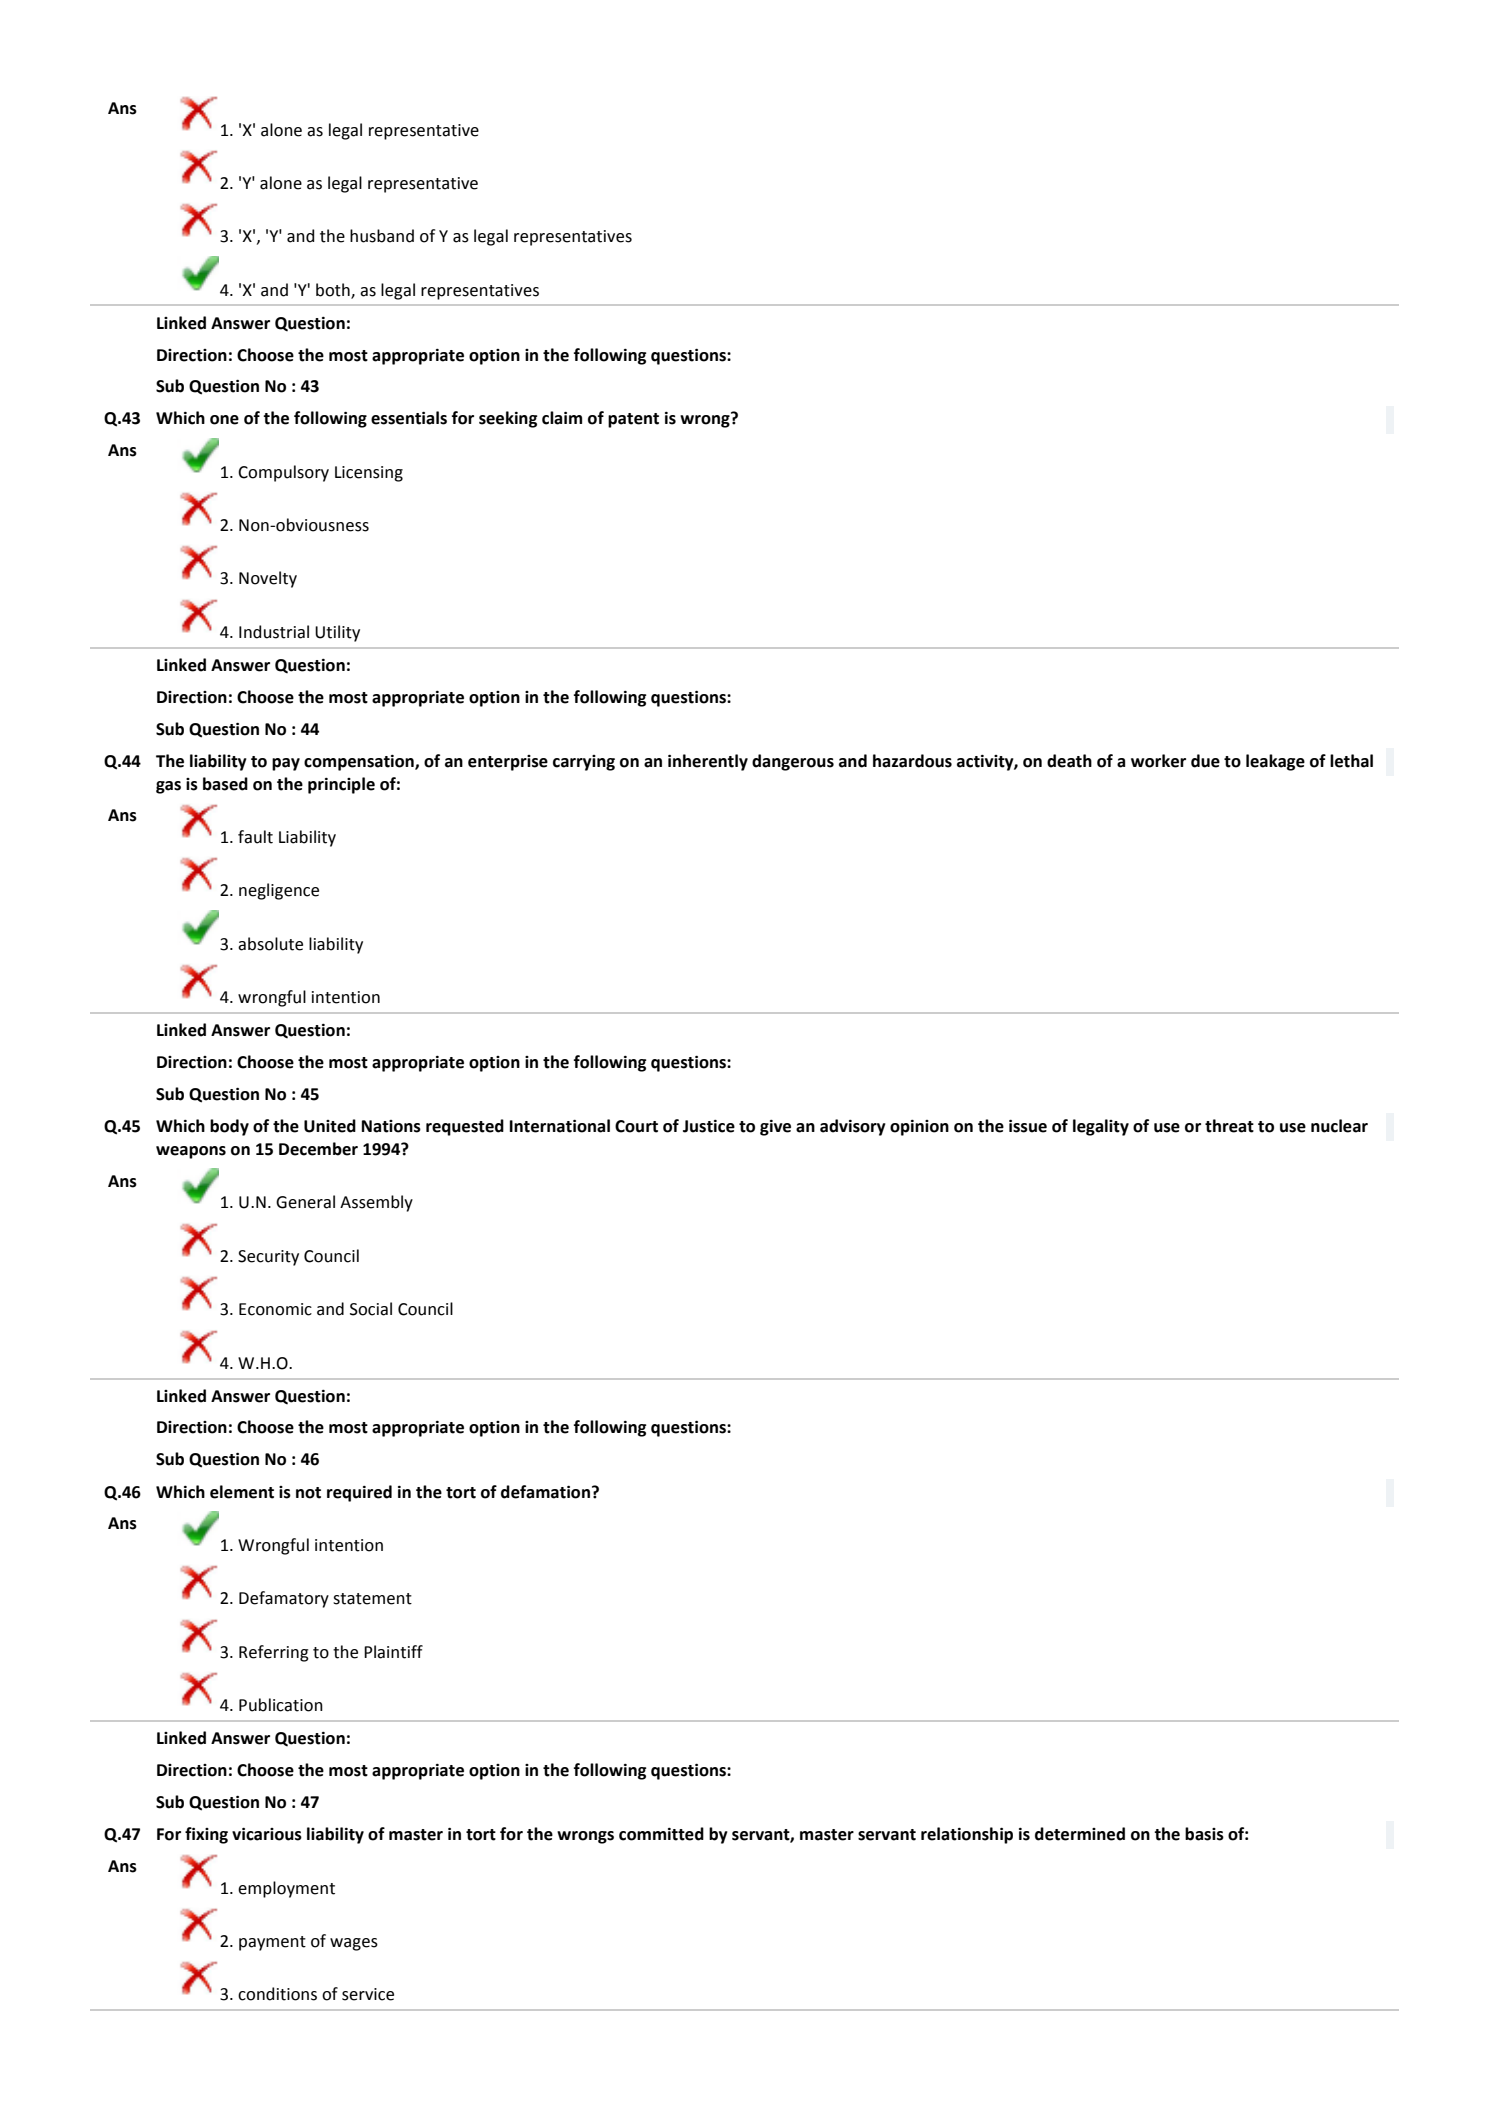 Ans
1. 'X' alone as legal representative
2. 'Y' alone as legal representative
3. 'X', 'Y' and the husband of Y as legal representatives
4. 'X' and 'Y' both, as legal representatives
Linked Answer Question:
Direction: Choose the most appropriate option in the following questions:
Sub Question No : 43
Q.43 Which one of the following essentials for seeking claim of patent is wrong?
Ans
1. Compulsory Licensing
2. Non-obviousness
3. Novelty
4. Industrial Utility
Linked Answer Question:
Direction: Choose the most appropriate option in the following questions:
Sub Question No : 44
Q.44 The liability to pay compensation, of an enterprise carrying on an inherently dangerous and hazardous activity, on death of a worker due to leakage of lethal
gas is based on the principle of:
Ans
1. fault Liability
2. negligence
3. absolute liability
4. wrongful intention
Linked Answer Question:
Direction: Choose the most appropriate option in the following questions:
Sub Question No : 45
Q.45 Which body of the United Nations requested International Court of Justice to give an advisory opinion on the issue of legality of use or threat to use nuclear
weapons on 15 December 1994?
Ans
1. U.N. General Assembly
2. Security Council
3. Economic and Social Council
4. W.H.O.
Linked Answer Question:
Direction: Choose the most appropriate option in the following questions:
Sub Question No : 46
Q.46 Which element is not required in the tort of defamation?
Ans
1. Wrongful intention
2. Defamatory statement
3. Referring to the Plaintiff
4. Publication
Linked Answer Question:
Direction: Choose the most appropriate option in the following questions:
Sub Question No : 47
Q.47 For fixing vicarious liability of master in tort for the wrongs committed by servant, master servant relationship is determined on the basis of:
Ans
1. employment
2. payment of wages
3. conditions of service